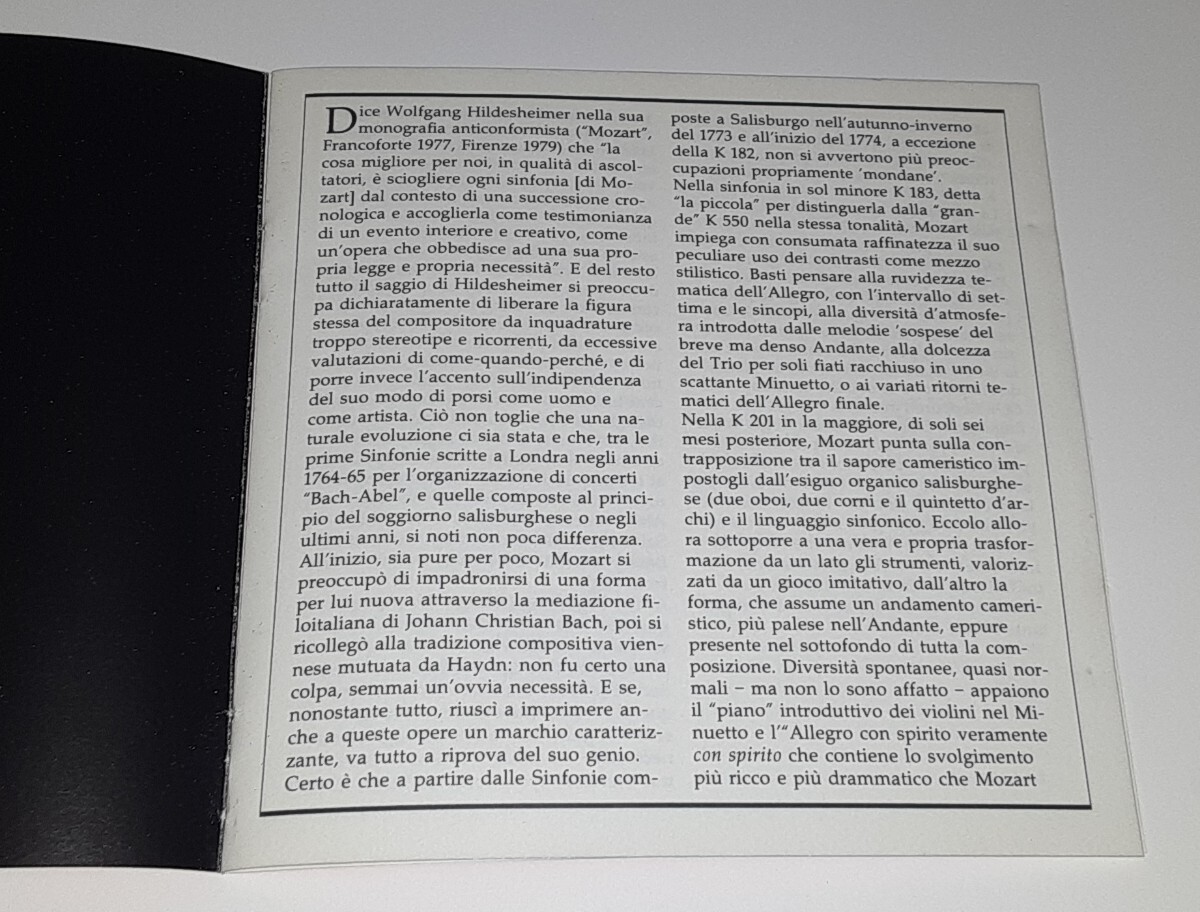 Dice Wolfgang Hildesheimer nella sua
monografia anticonformista ("Mozart",
Francoforte 1977, Firenze 1979) che "la
cosa migliore per noi, in qualità di ascol-
tatori, è sciogliere ogni sinfonia [di Mo-
zart] dal contesto di una successione cro-
nologica e accoglierla come testimonianza
di un evento interiore e creativo, come
un'opera che obbedisce ad una sua pro-
pria legge e propria necessità". E del resto
tutto il saggio di Hildesheimer si preoccu-
pa dichiaratamente di liberare la figura
stessa del compositore da inquadrature
troppo stereotipe e ricorrenti, da eccessive
valutazioni di come-quando-perché, e di
porre invece l'accento sull'indipendenza
del suo modo di porsi come uomo e
come artista. Ciò non toglie che una na-
turale evoluzione ci sia stata e che, tra le
prime Sinfonie scritte a Londra negli anni
1764-65 per l'organizzazione di concerti
"Bach-Abel", e quelle composte al princi-
pio del soggiorno salisburghese o negli
ultimi anni, si noti non poca differenza.
All'inizio, sia pure per poco, Mozart si
preoccupò di impadronirsi di una forma
per lui nuova attraverso la mediazione fi-
loitaliana di Johann Christian Bach, poi si
ricollegò alla tradizione compositiva vien-
nese mutuata da Haydn: non fu certo una
colpa, semmai un'ovvia necessità. E se,
nonostante tutto, riuscì a imprimere an-
che a queste opere un marchio caratteriz-
zante, va tutto a riprova del suo genio.
Certo è che a partire dalle Sinfonie com-
poste a Salisburgo nell'autunno-inverno
del 1773 e all'inizio del 1774, a eccezione
della K 182, non si avvertono più preoc-
cupazioni propriamente 'mondane'.
Nella sinfonia in sol minore K 183, detta
"la piccola" per distinguerla dalla "gran-
de" K 550 nella stessa tonalità, Mozart
impiega con consumata raffinatezza il suo
peculiare uso dei contrasti come mezzo
stilistico. Basti pensare alla ruvidezza te-
matica dell'Allegro, con l'intervallo di set-
tima e le sincopi, alla diversità d'atmosfe-
ra introdotta dalle melodie 'sospese' del
breve ma denso Andante, alla dolcezza
del Trio per soli fiati racchiuso in uno
scattante Minuetto, o ai variati ritorni te-
matici dell'Allegro finale.
Nella K 201 in la maggiore, di soli sei
mesi posteriore, Mozart punta sulla con-
trapposizione tra il sapore cameristico im-
postogli dall'esiguo organico salisburghe-
se (due oboi, due corni e il quintetto d'ar-
chi) e il linguaggio sinfonico. Eccolo allo-
ra sottoporre a una vera e propria trasfor-
mazione da un lato gli strumenti, valoriz-
zati da un gioco imitativo, dall'altro la
forma, che assume un andamento cameri-
stico, più palese nell'Andante, eppure
presente nel sottofondo di tutta la com-
posizione. Diversità spontanee, quasi nor-
mali – ma non lo sono affatto – appaiono
il "piano" introduttivo dei violini nel Mi-
nuetto e l'"Allegro con spirito veramente
con spirito che contiene lo svolgimento
più ricco e più drammatico che Mozart